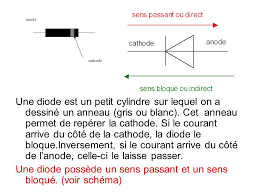 sens passant ou direct
anode
cathode
cathode
anode
sens bloqué ou indirect
Une diode est un petit cylindre sur lequel on a
dessiné un anneau (gris ou blanc). Cet anneau
permet de repérer la cathode. Si le courant
arrive du côté de la cathode, la diode le
bloque.Inversement, si le courant arrive du côté
de l'anode, celle-ci le laisse passer.
Une diode possède un sens passant et un sens
bloqué. (voir schéma)